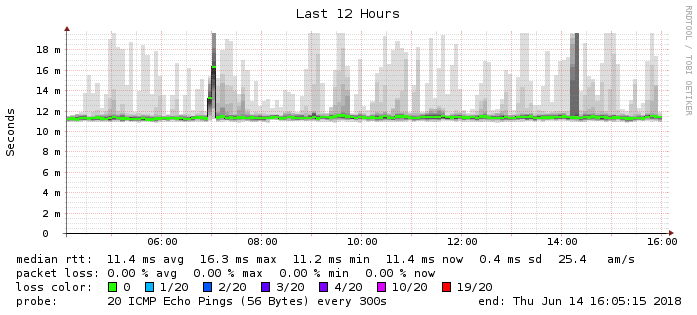 Last 12 Hours
RRDTOOL / TOBI OETIKER
Seconds
18 m
16 m
14 m
12 m
10 m
8 m
6 m
4 m
2 m
0
06:00 08:00 10:00 12:00 14:00 16:00
median rtt: 11.4 ms avg 16.3 ms max 11.2 ms min 11.4 ms now 0.4 ms sd 25.4 am/s
packet loss: 0.00 % avg 0.00 % max 0.00 % min 0.00 % now
loss color: 0 1/20 2/20 3/20 4/20 10/20 19/20
probe: 20 ICMP Echo Pings (56 Bytes) every 300s end: Thu Jun 14 16:05:15 2018